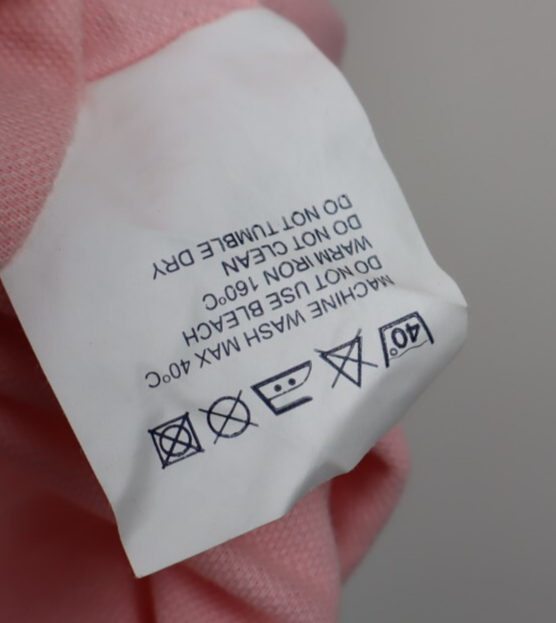 40°
MACHINE WASH MAX 40°C
DO NOT USE BLEACH
WARM IRON 160°C
DO NOT CLEAN
DO NOT TUMBLE DRY